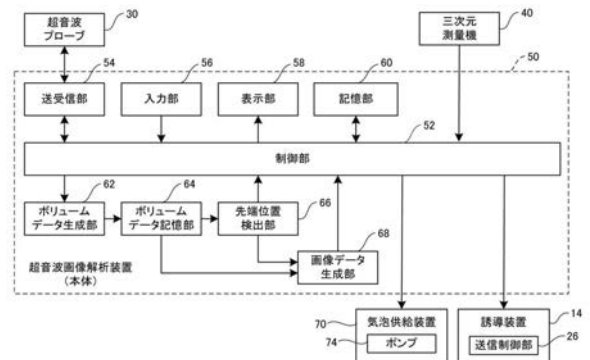 超音波
プローブ
30
三次元
測量機
40
50
54
56
58
60
送受信部
入力部
表示部
記憶部
52
制御部
62
64
66
ボリューム
データ生成部
ボリューム
データ記憶部
先端位置
検出部
68
画像データ
生成部
超音波画像解析装置
(本体)
70
気泡供給装置
74
ポンプ
誘導装置
14
送信制御部
26